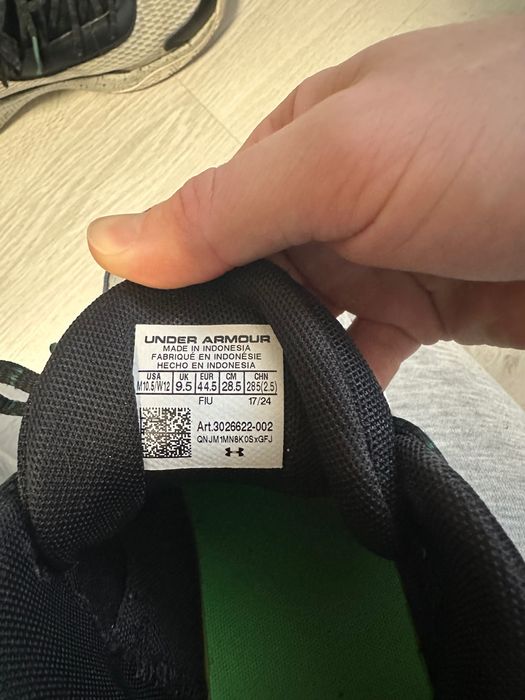 UNDER ARMOUR
MADE IN INDONESIA
FABRIQUÉ EN INDONÉSIE
HECHO EN INDONESIA
USA UK EUR CM CHN
M10.5/W12 9.5 44.5 28.5 285(2.5)
FIU 17/24
Art.3026622-002
QNJM1MN8K0SxGFJ